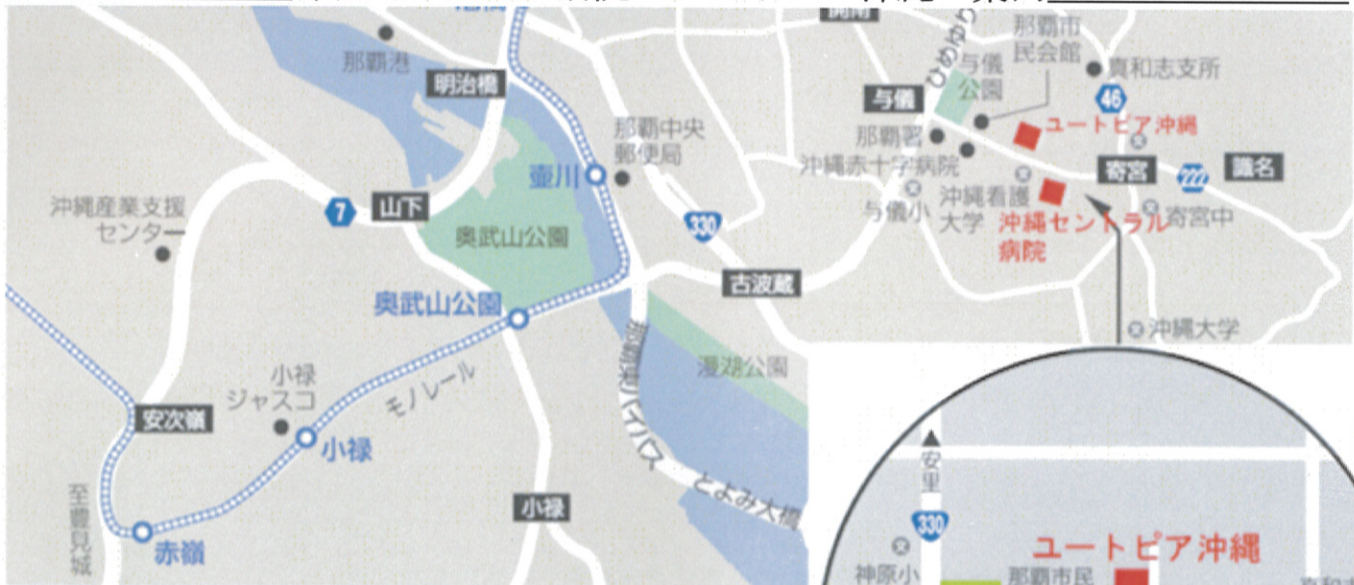 那覇港
明治橋
那覇中央
郵便局
壺川
沖縄産業支援
センター
7
山下
奥武山公園
330
古波蔵
奥武山公園
漫湖公園
那覇東バイパス
とよみ大橋
小禄
ジャスコ
モノレール
安次嶺
小禄
小禄
至豊見城
赤嶺
ひめゆり
那覇市
民会館
与儀
公園
真和志支所
与儀
46
那覇署
ユートピア沖縄
沖縄赤十字病院
寄宮
222
識名
与儀小
沖縄看護
大学
寄宮中
沖縄セントラル
病院
沖縄大学
安里
330
ユートピア沖縄
神原小
那覇市民